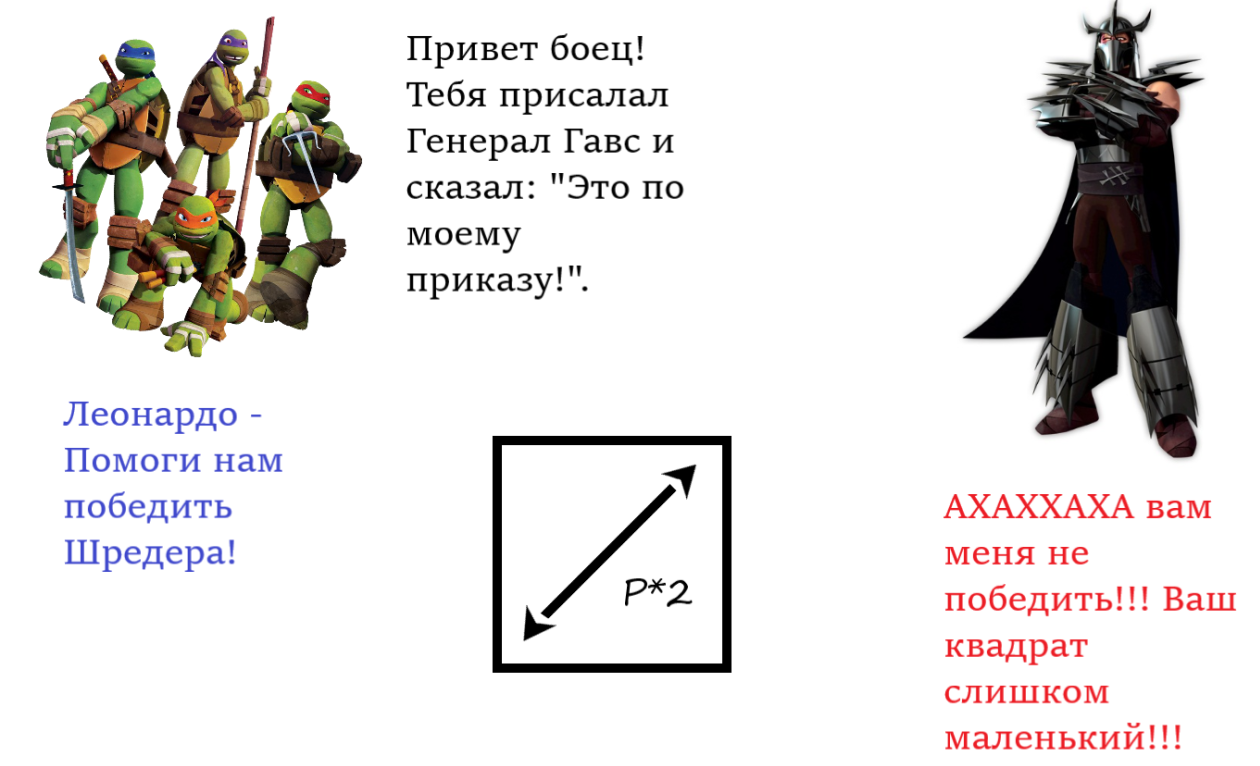 Привет боец!
Тебя присалал
Генерал Гавс и
сказал: "Это по
моему
приказу!".
Леонардо -
Помоги нам
победить
Шредера!
P*2
АХАХХАХА вам
меня не
победить!!! Ваш
квадрат
слишком
маленький!!!